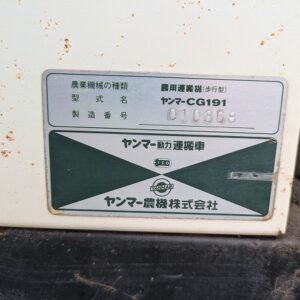 農業機械の種類 農用運搬機(歩行型)
型式名 ヤンマーCG191
製造番号 010368
ヤンマー動力運搬車
ヤンマー農機株式会社